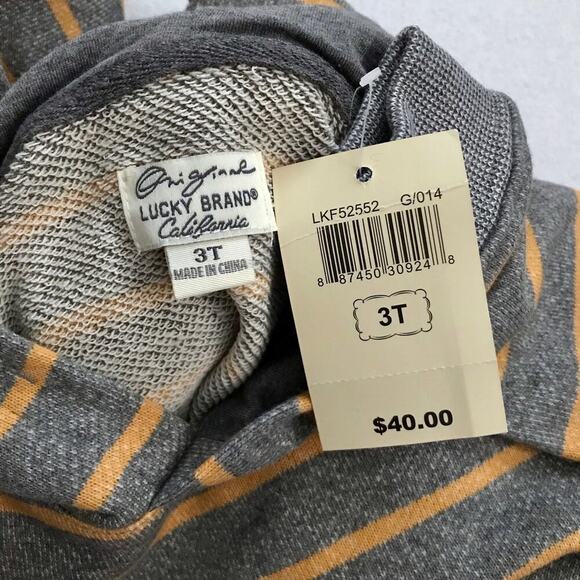 Original
LUCKY BRAND®
California
3T
MADE IN CHINA
LKF52552 G/014
8 87450 30924 8
3T
$40.00